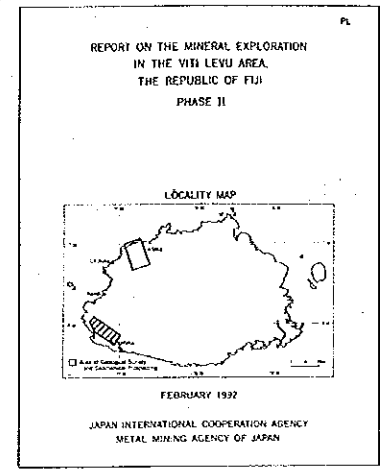 PL
REPORT ON THE MINERAL EXPLORATION
IN THE VITI LEVU AREA,
THE REPUBLIC OF FIJI
PHASE II
LOCALITY MAP
Area of Geological Survey
and Geochemical Prospecting
FEBRUARY 1992
JAPAN INTERNATIONAL COOPERATION AGENCY
METAL MINING AGENCY OF JAPAN